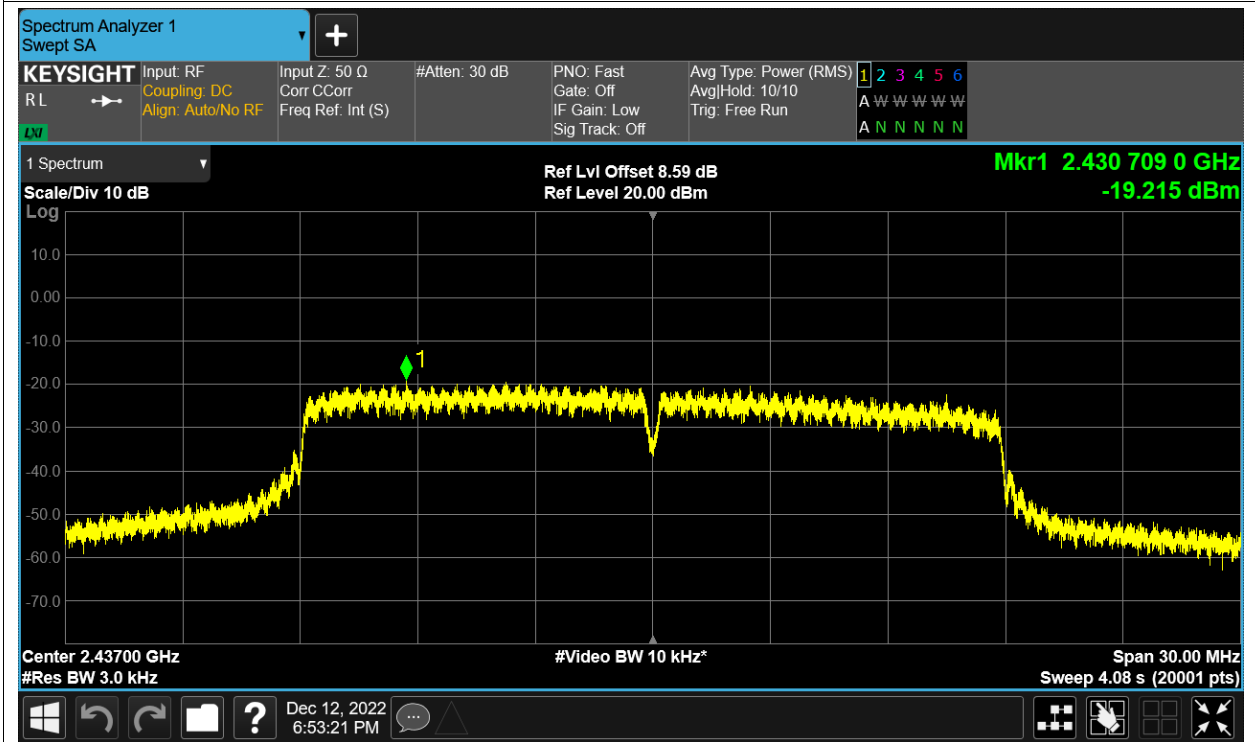 Spectrum Analyzer 1
Swept SA
KEYSIGHT
R L
LXI
Input: RF
Coupling: DC
Align: Auto/No RF
Input Z: 50 Ω
Corr CCorr
Freq Ref: Int (S)
#Atten: 30 dB
PNO: Fast
Gate: Off
IF Gain: Low
Sig Track: Off
Avg Type: Power (RMS)
Avg|Hold: 10/10
Trig: Free Run
1 2 3 4 5 6
A W W W W W
A N N N N N
1 Spectrum
Scale/Div 10 dB
Log
Ref Lvl Offset 8.59 dB
Ref Level 20.00 dBm
Mkr1 2.430 709 0 GHz
-19.215 dBm
10.0
0.00
-10.0
1
-20.0
-30.0
-40.0
-50.0
-60.0
-70.0
Center 2.43700 GHz
#Res BW 3.0 kHz
#Video BW 10 kHz*
Span 30.00 MHz
Sweep 4.08 s (20001 pts)
?
Dec 12, 2022
6:53:21 PM